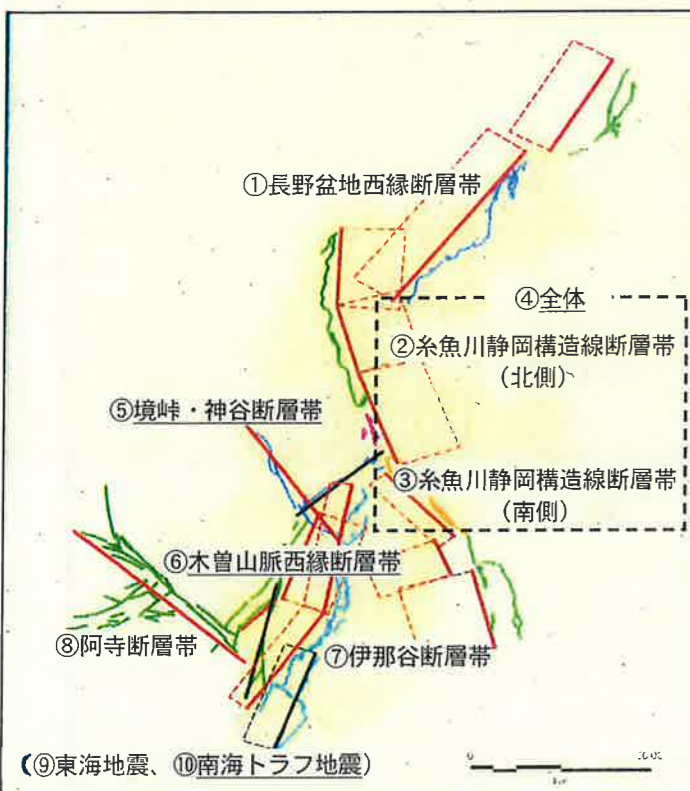 ①長野盆地西縁断層帯
④全体
②糸魚川静岡構造線断層帯
(北側)
⑤境峠・神谷断層帯
③糸魚川静岡構造線断層帯
(南側)
⑥木曽山脈西縁断層帯
⑧阿寺断層帯
⑦伊那谷断層帯
(⑨東海地震、⑩南海トラフ地震)
0